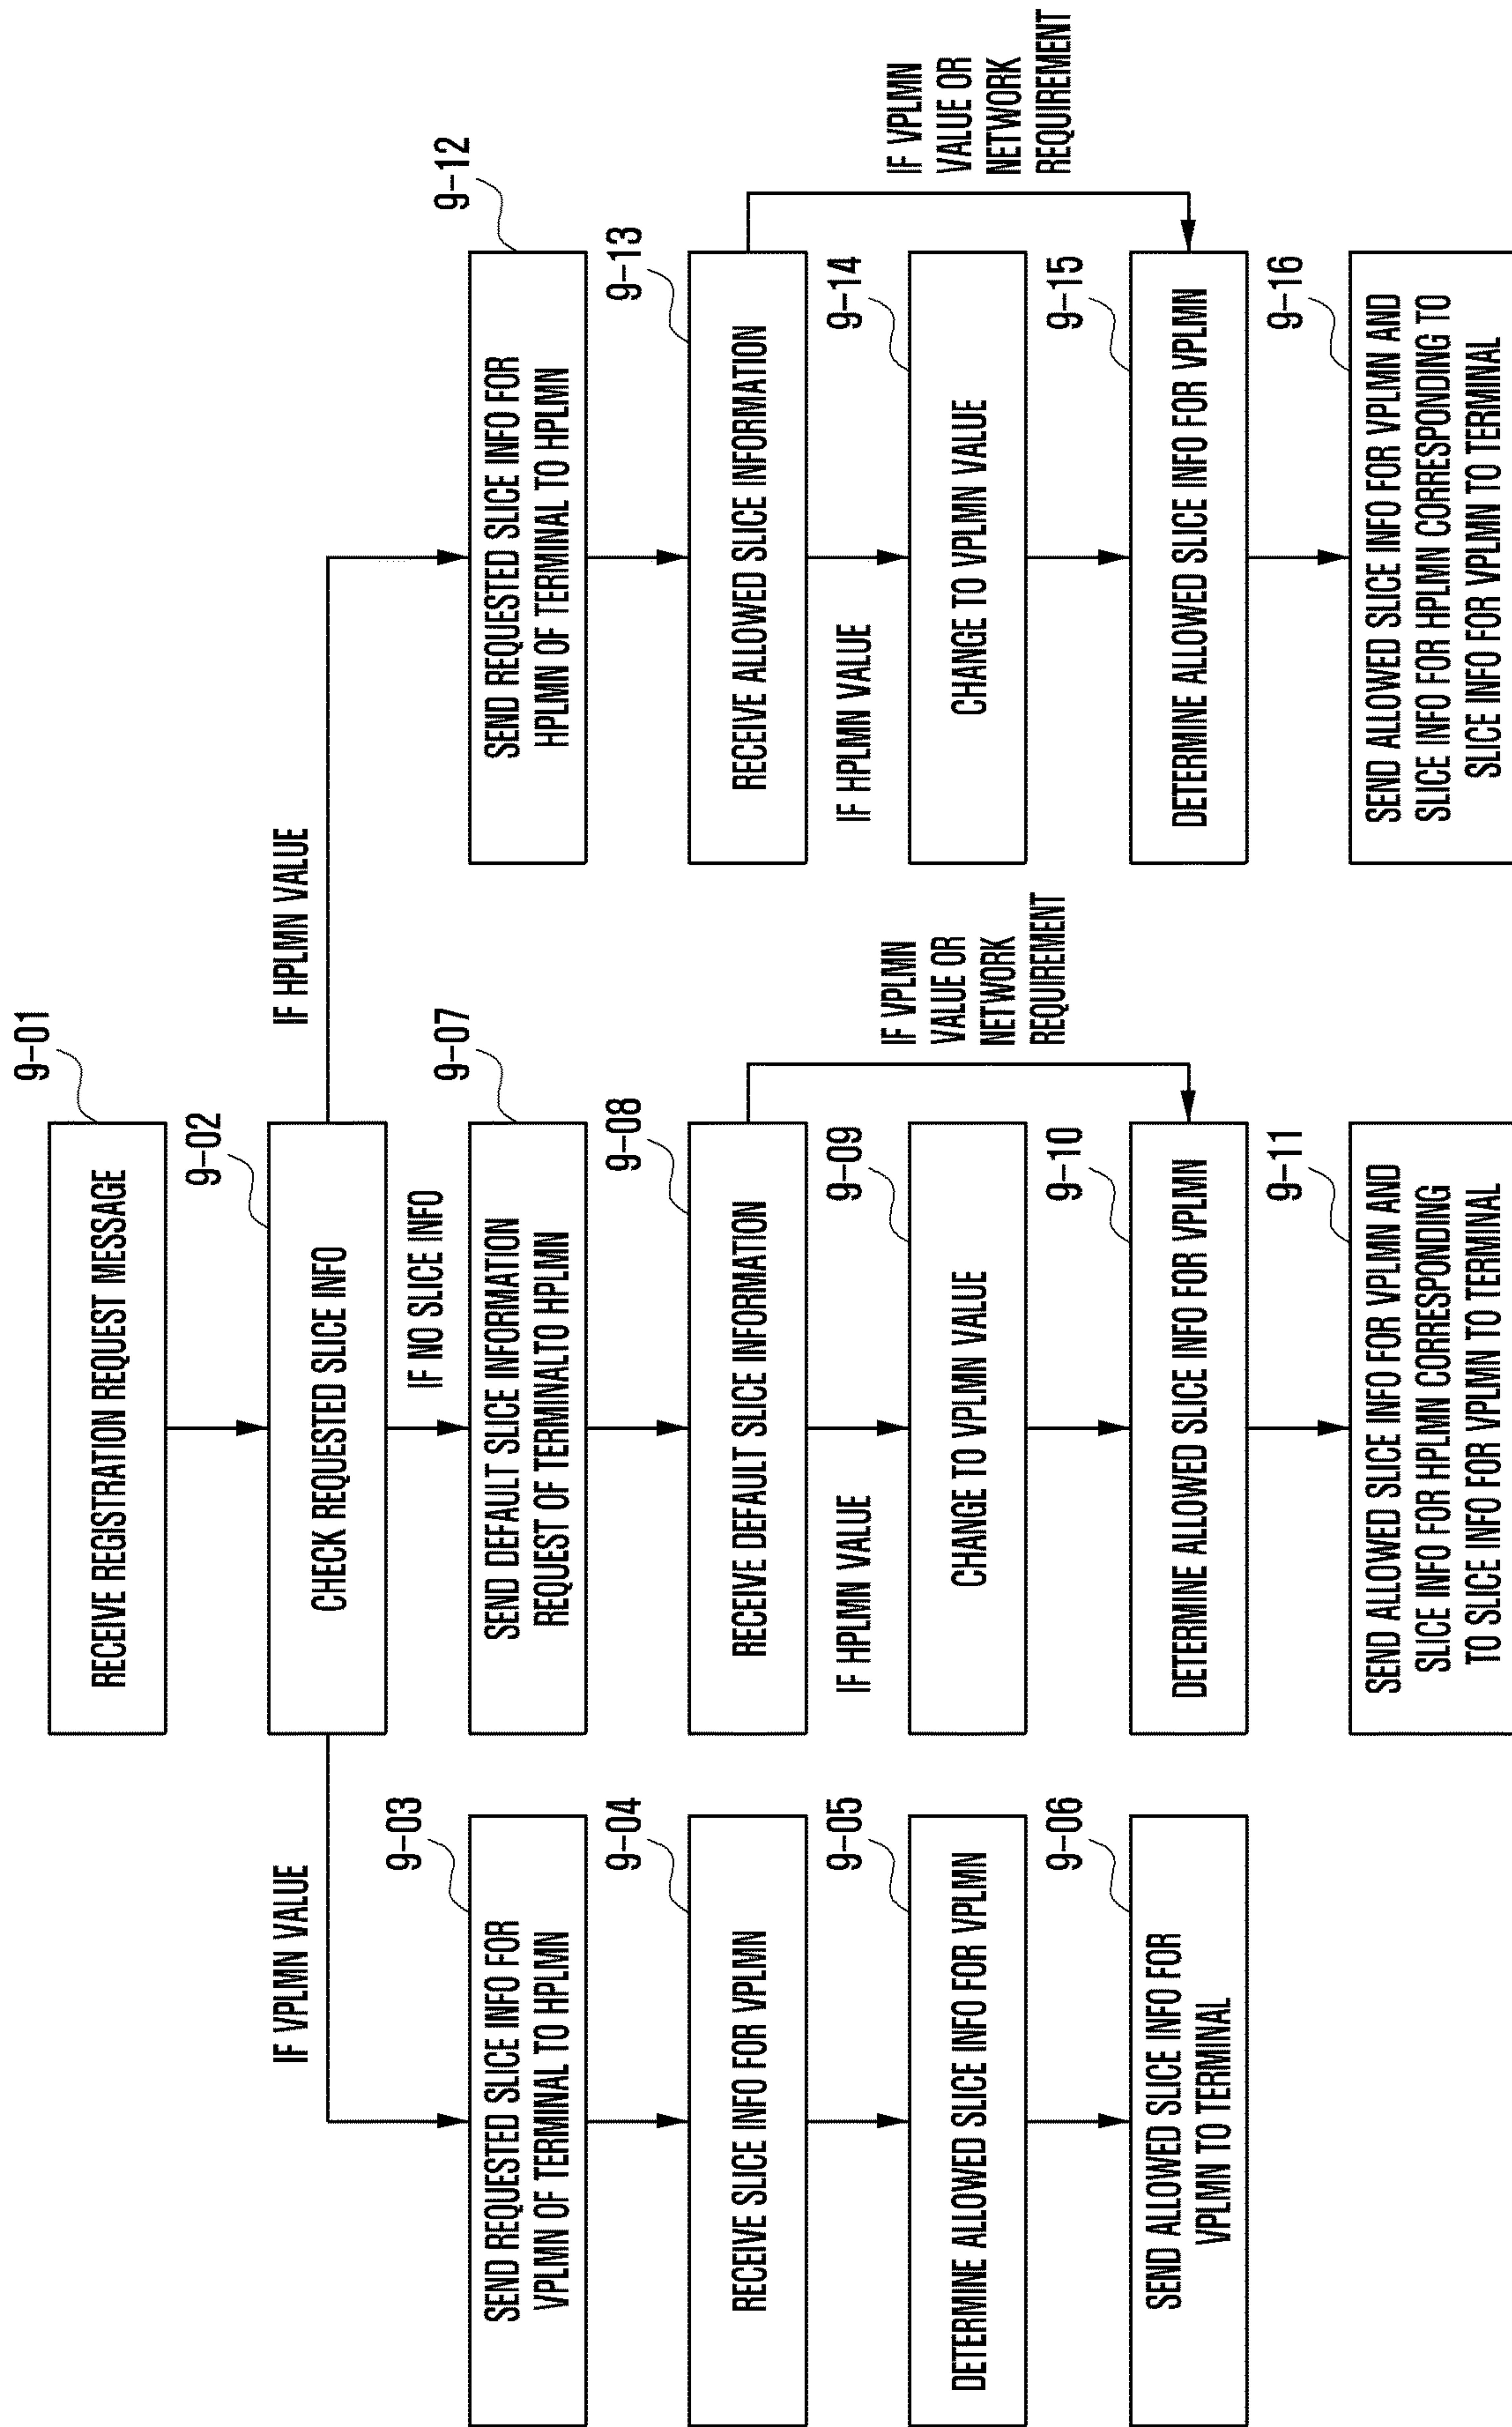 9-01
RECEIVE REGISTRATION REQUEST MESSAGE
9-02
CHECK REQUESTED SLICE INFO
IF VPLMN VALUE
IF NO SLICE INFO
IF HPLMN VALUE
9-03
SEND REQUESTED SLICE INFO FOR
VPLMN OF TERMINAL TO HPLMN
9-04
RECEIVE SLICE INFO FOR VPLMN
9-05
DETERMINE ALLOWED SLICE INFO FOR VPLMN
9-06
SEND ALLOWED SLICE INFO FOR
VPLMN TO TERMINAL
9-07
SEND DEFAULT SLICE INFORMATION
REQUEST OF TERMINALTO HPLMN
9-08
RECEIVE DEFAULT SLICE INFORMATION
IF HPLMN VALUE
IF VPLMN
VALUE OR
NETWORK
REQUIREMENT
9-09
CHANGE TO VPLMN VALUE
9-10
DETERMINE ALLOWED SLICE INFO FOR VPLMN
9-11
SEND ALLOWED SLICE INFO FOR VPLMN AND
SLICE INFO FOR HPLMN CORRESPONDING
TO SLICE INFO FOR VPLMN TO TERMINAL
9-12
SEND REQUESTED SLICE INFO FOR
HPLMN OF TERMINAL TO HPLMN
9-13
RECEIVE ALLOWED SLICE INFORMATION
IF HPLMN VALUE
IF VPLMN
VALUE OR
NETWORK
REQUIREMENT
9-14
CHANGE TO VPLMN VALUE
9-15
DETERMINE ALLOWED SLICE INFO FOR VPLMN
9-16
SEND ALLOWED SLICE INFO FOR VPLMN AND
SLICE INFO FOR HPLMN CORRESPONDING TO
SLICE INFO FOR VPLMN TO TERMINAL